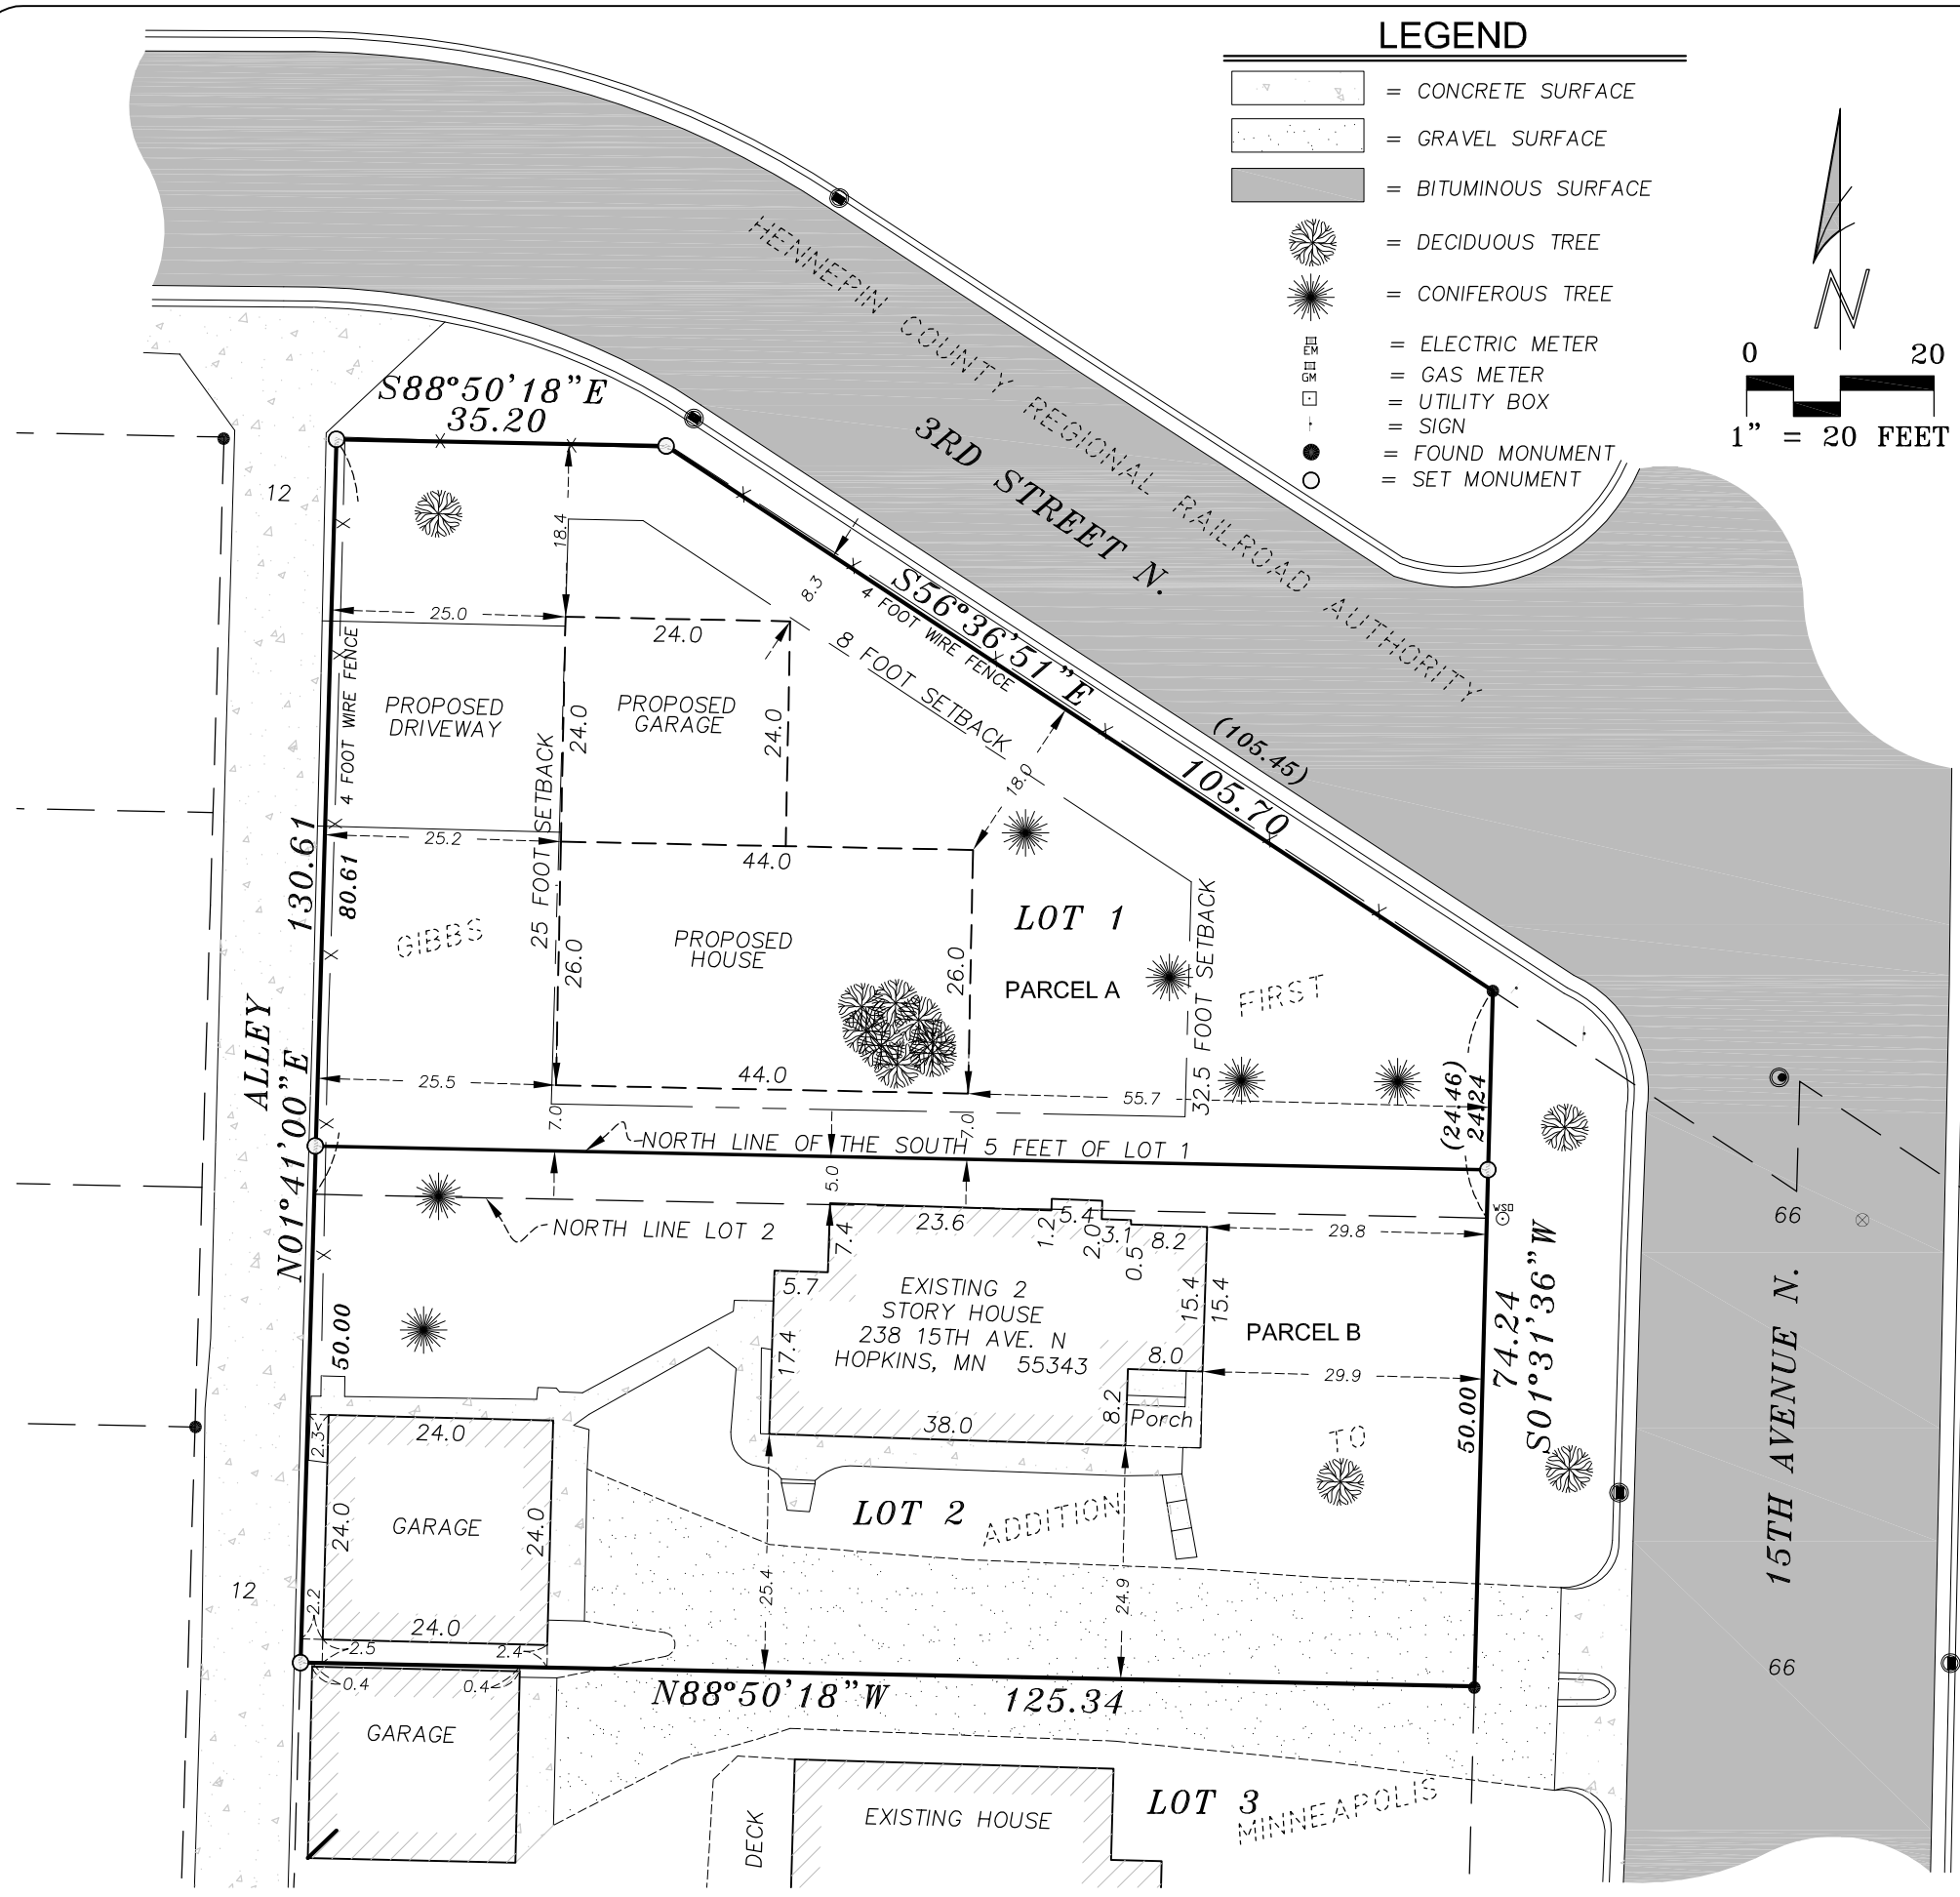 LEGEND
= CONCRETE SURFACE
= GRAVEL SURFACE
= BITUMINOUS SURFACE
= DECIDUOUS TREE
= CONIFEROUS TREE
EM = ELECTRIC METER
GM = GAS METER
= UTILITY BOX
= SIGN
= FOUND MONUMENT
= SET MONUMENT
N
0 20
1" = 20 FEET
HENNEPIN COUNTY REGIONAL RAILROAD AUTHORITY
3RD STREET N.
S88°50'18"E
35.20
12
18.4
8.3
S56°36'51"E
4 FOOT WIRE FENCE
(105.45)
105.70
25.0
24.0
8 FOOT SETBACK
4 FOOT WIRE FENCE
PROPOSED
DRIVEWAY
PROPOSED
GARAGE
24.0
24.0
18.0
25 FOOT SETBACK
25.2
44.0
130.61
80.61
GIBBS
PROPOSED
HOUSE
26.0
26.0
LOT 1
PARCEL A
32.5 FOOT SETBACK
FIRST
ALLEY
N01°41'00"E
25.5
44.0
55.7
(24.46)
24.24
7.0
7.0
NORTH LINE OF THE SOUTH 5 FEET OF LOT 1
5.0
NORTH LINE LOT 2
23.6
5.4
1.2
2.0
3.1
0.5
8.2
29.8
WSO
7.4
5.7
EXISTING 2
STORY HOUSE
238 15TH AVE. N
HOPKINS, MN 55343
15.4
15.4
PARCEL B
17.4
8.0
29.9
8.2
Porch
38.0
50.00
50.00
74.24
S01°31'36"W
66
15TH AVENUE N.
66
TO
2.3
24.0
24.0
GARAGE
24.0
LOT 2
ADDITION
12
2.2
24.0
2.5
2.4
25.4
24.9
N88°50'18"W
125.34
0.4
0.4
GARAGE
DECK
EXISTING HOUSE
LOT 3
MINNEAPOLIS